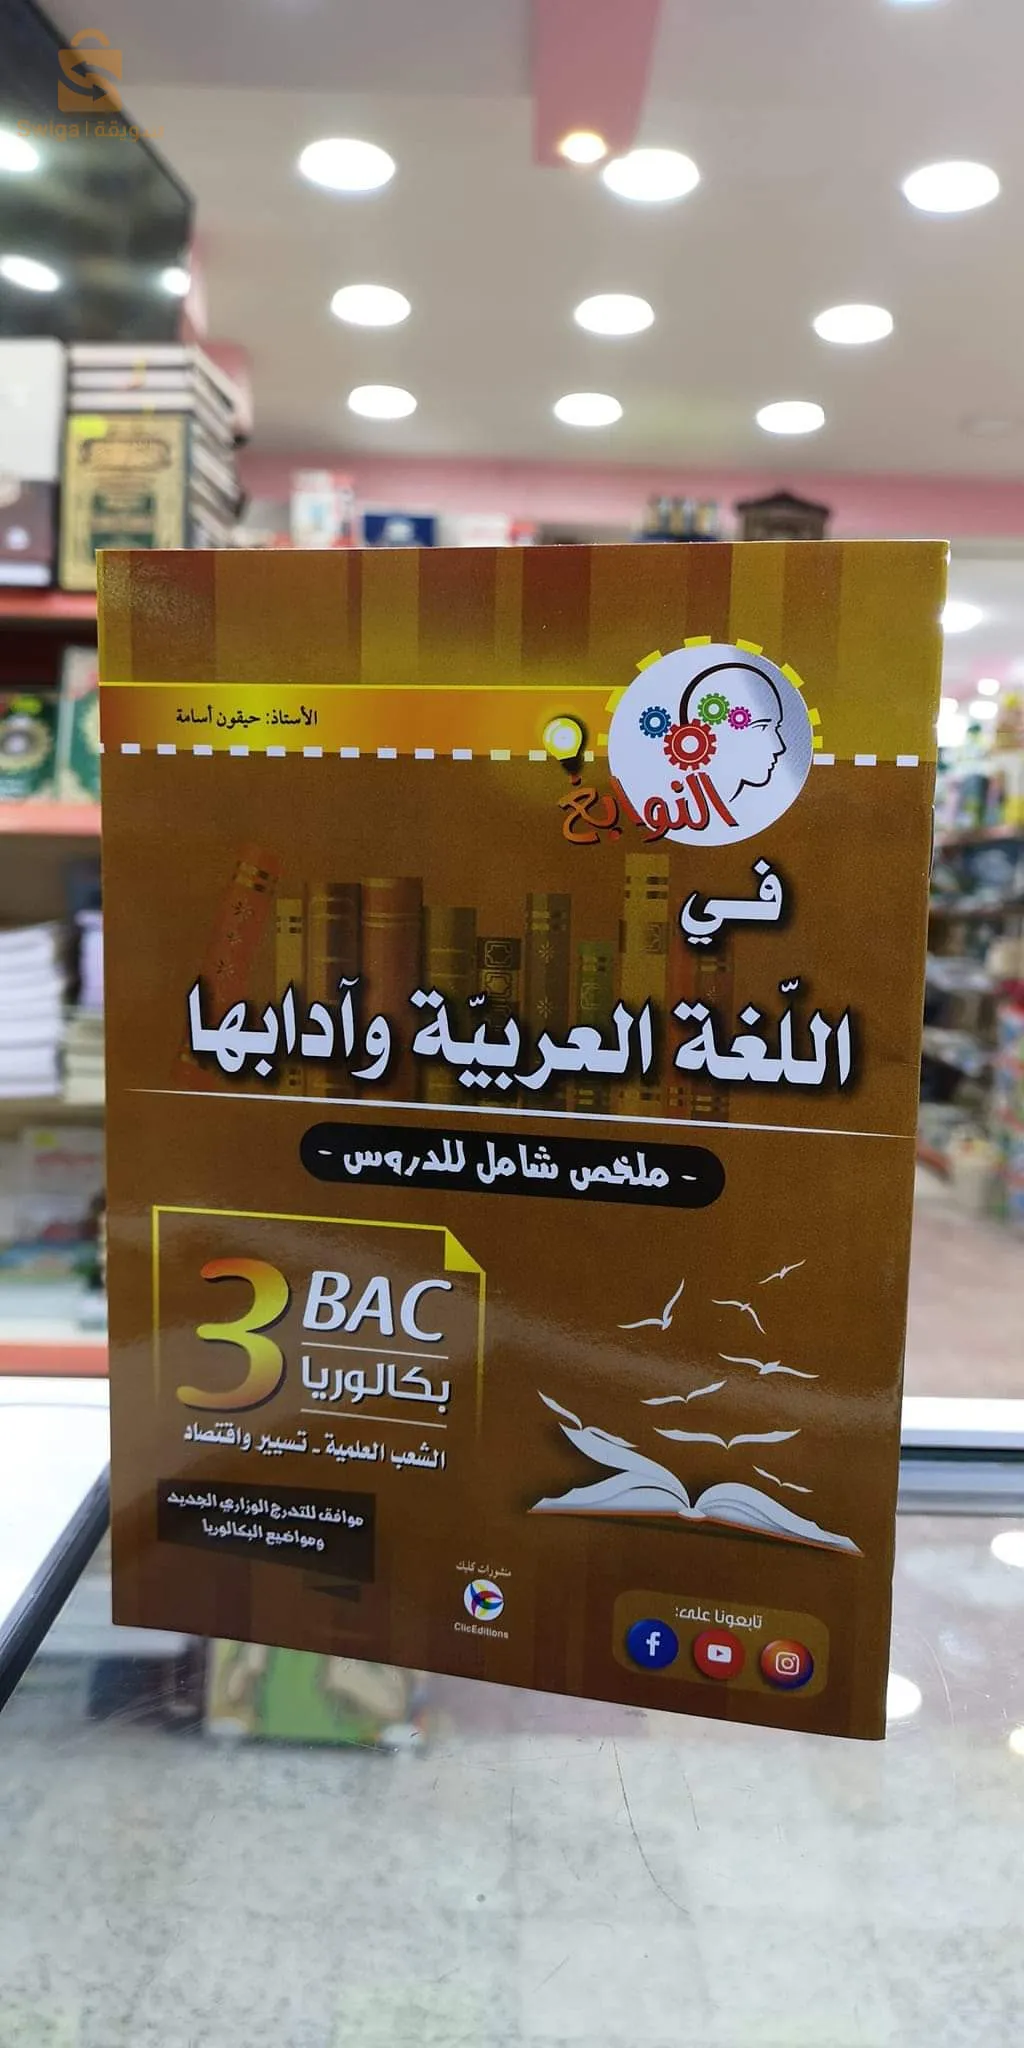 Swiga | سويقة
الأستاذ: حيقون أسامة
النوابغ
في
اللّغة العربيّة وآدابها
- ملخص شامل للدروس -
3 BAC
بكالوريا
الشعب العلمية - تسيير واقتصاد
موافق للتدرج الوزاري الجديد
ومواضيع البكالوريا
منشورات كليك
ClicEditions
تابعونا على: